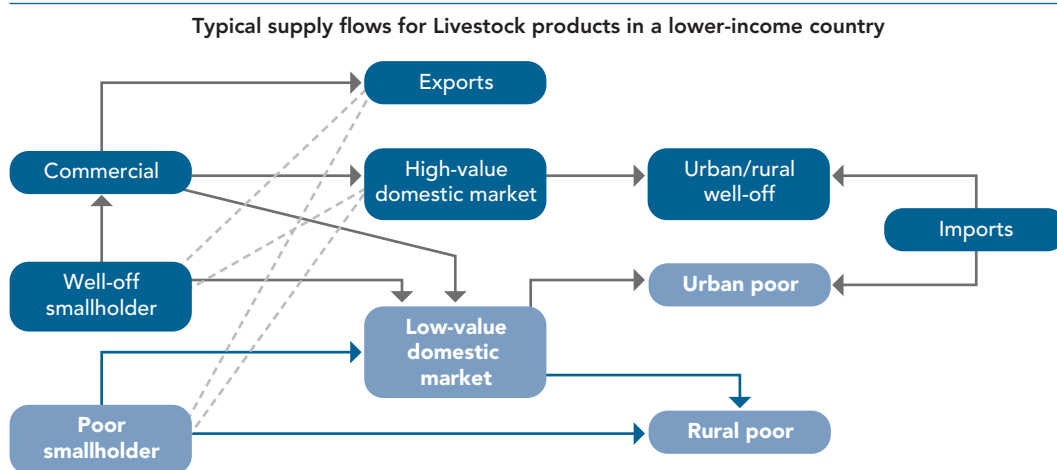 Typical supply flows for Livestock products in a lower-income country
Exports
Commercial
High-value
domestic market
Urban/rural
well-off
Imports
Well-off
smallholder
Urban poor
Low-value
domestic
market
Poor
smallholder
Rural poor